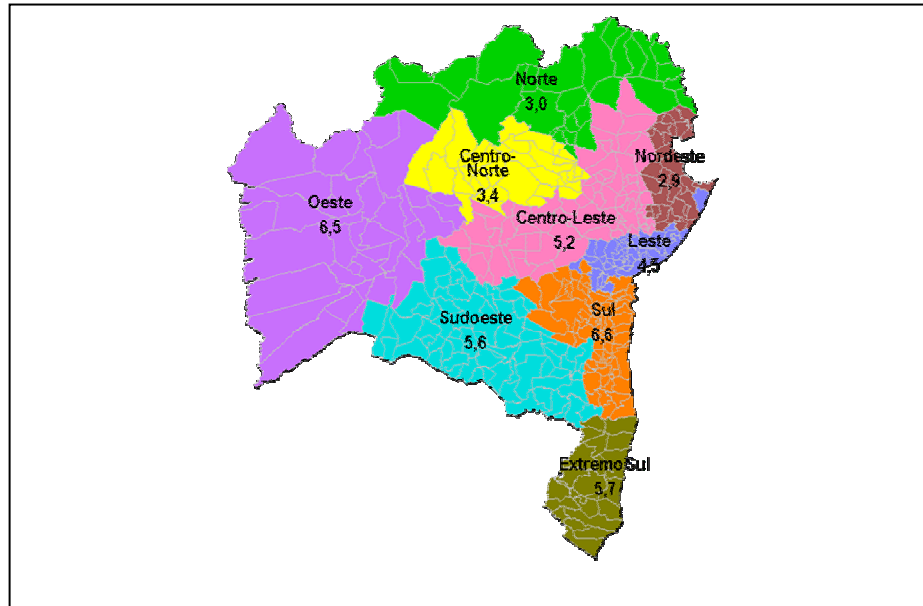 Norte
3,0
Centro-
Norte
3,4
Nordeste
2,9
Oeste
6,5
Centro-Leste
5,2
Leste
4,5
Sul
6,6
Sudoeste
5,6
Extremo Sul
5,7